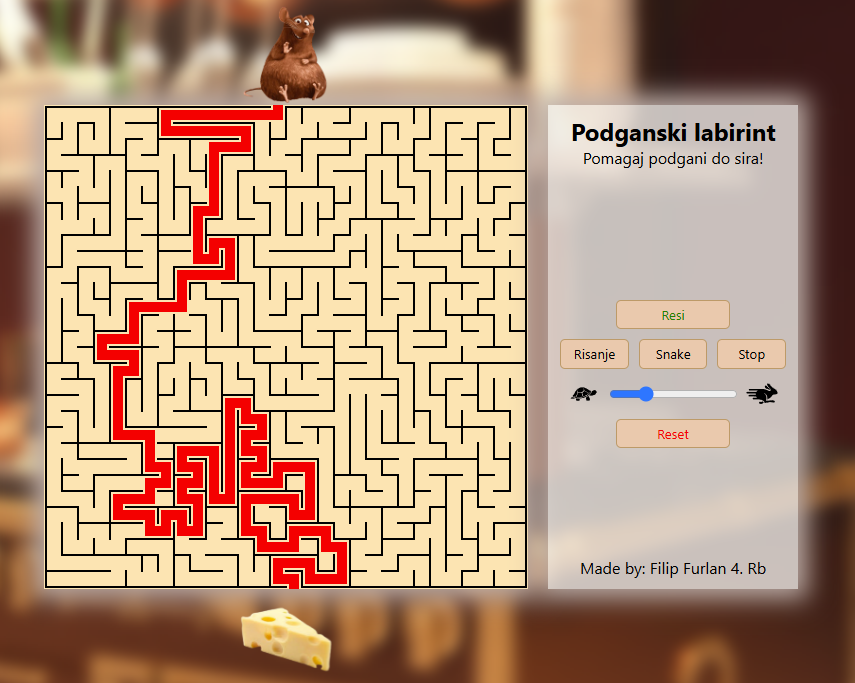 Podganski labirint
Pomagaj podgani do sira!
Resi
Risanje
Snake
Stop
Reset
Made by: Filip Furlan 4. Rb